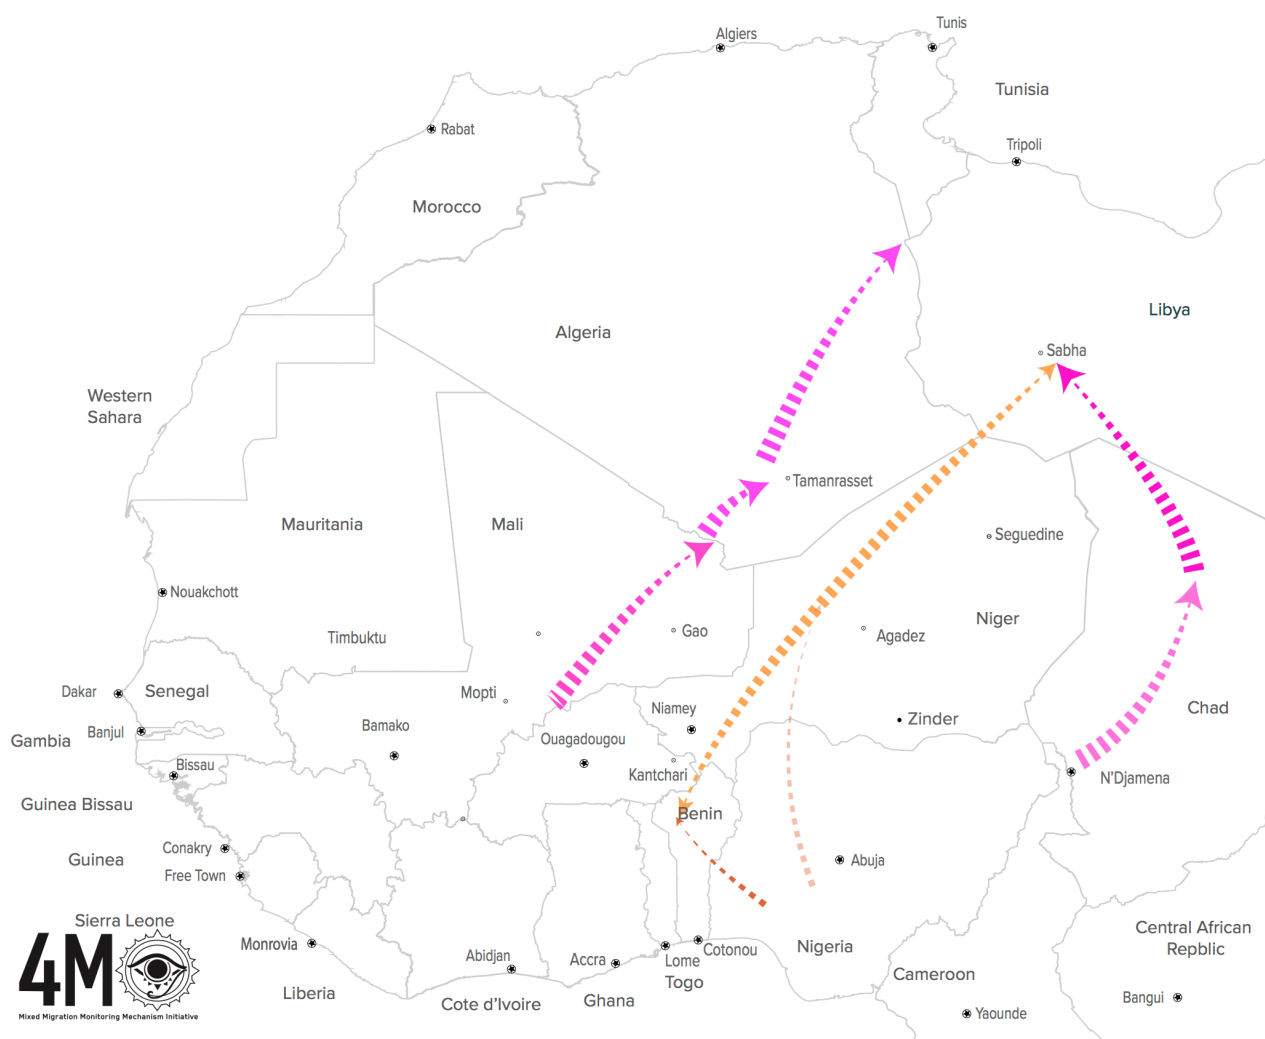 Tunis
Algiers
Tunisia
Rabat
Tripoli
Morocco
Libya
Algeria
Sabha
Western
Sahara
Tamanrasset
Mauritania
Mali
Seguedine
Nouakchott
Niger
Timbuktu
Gao
Agadez
Dakar
Senegal
Mopti
Niamey
Chad
Zinder
Bamako
Banjul
Gambia
Ouagadougou
Bissau
Kantchari
N'Djamena
Guinea Bissau
Benin
Conakry
Guinea
Abuja
Free Town
Sierra Leone
Central African
Repblic
Monrovia
Nigeria
Cotonou
Abidjan
Accra
Lome
Togo
Cameroon
Liberia
Cote d'Ivoire
Ghana
Bangui
Yaounde
4M
Mixed Migration Monitoring Mechanism Initiative